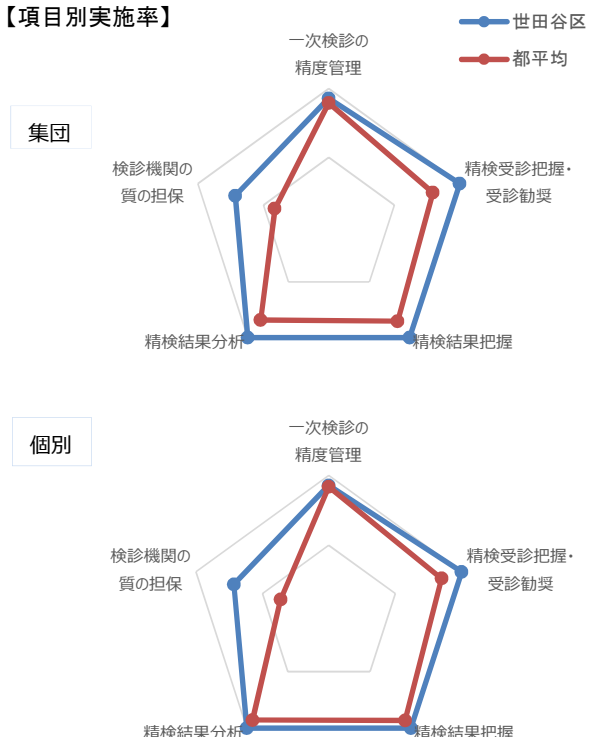 【項目別実施率】
世田谷区
都平均
集団
一次検診の
精度管理
精検受診把握・
受診勧奨
精検結果把握
精検結果分析
検診機関の
質の担保
個別
一次検診の
精度管理
精検受診把握・
受診勧奨
精検結果把握
精検結果分析
検診機関の
質の担保